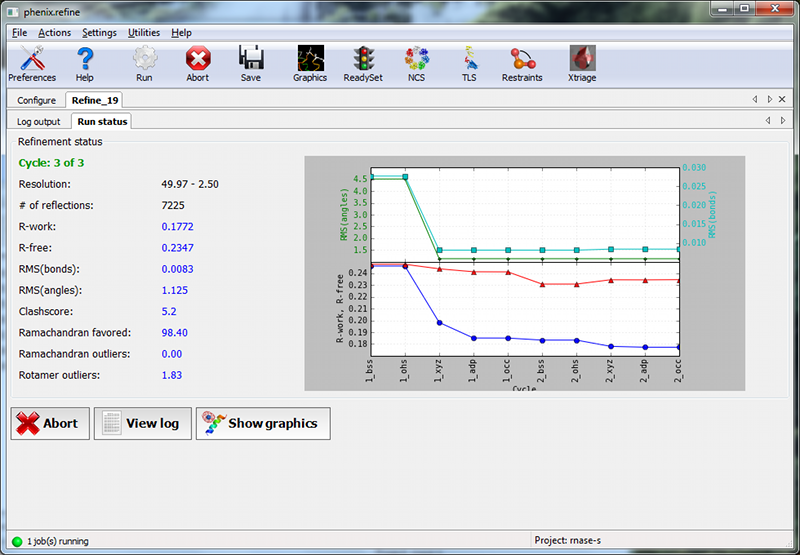 phenix.refine
File Actions Settings Utilities Help
Preferences Help Run Abort Save Graphics ReadySet NCS TLS Restraints Xtriage
Configure Refine_19
Log output Run status
Refinement status
Cycle: 3 of 3
Resolution: 49.97 - 2.50
# of reflections: 7225
R-work: 0.1772
R-free: 0.2347
RMS(bonds): 0.0083
RMS(angles): 1.125
Clashscore: 5.2
Ramachandran favored: 98.40
Ramachandran outliers: 0.00
Rotamer outliers: 1.83
RMS(angles)
4.5
4.0
3.5
3.0
2.5
2.0
1.5
0.030
0.025
0.020
0.015
0.010
RMS(bonds)
R-work, R-free
0.24
0.23
0.22
0.21
0.20
0.19
0.18
1_bss 1_ohs 1_xyz 1_adp 1_occ 2_bss 2_ohs 2_xyz 2_adp 2_occ
Cycle
Abort View log Show graphics
1 job(s) running Project: rnase-s